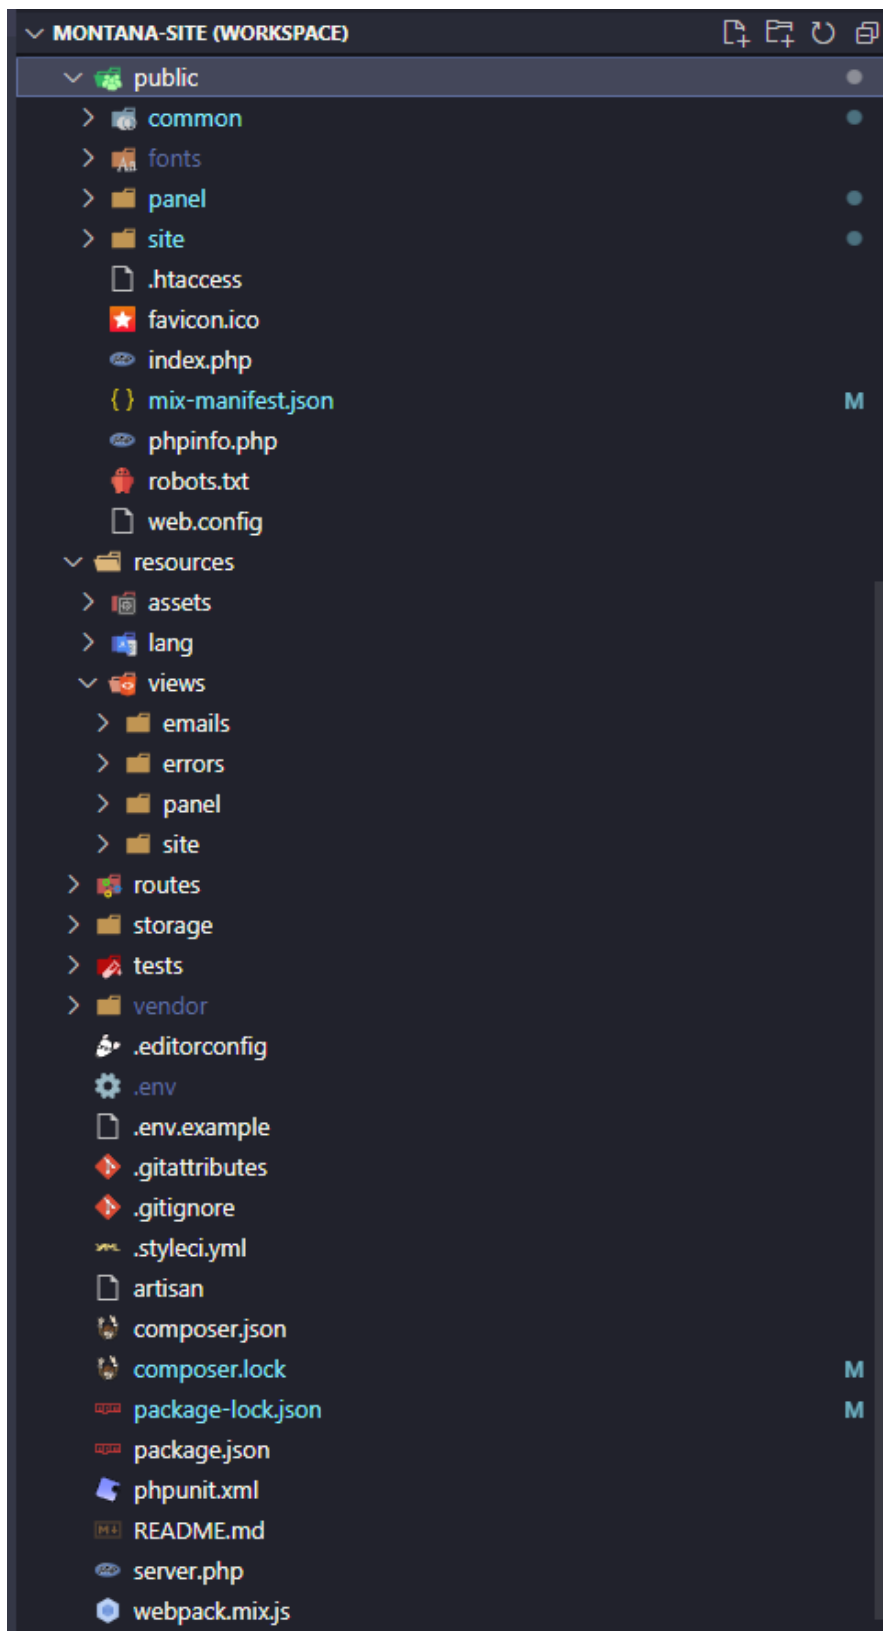 MONTANA-SITE (WORKSPACE)
public
common
fonts
panel
site
.htaccess
favicon.ico
index.php
mix-manifest.json M
phpinfo.php
robots.txt
web.config
resources
assets
lang
views
emails
errors
panel
site
routes
storage
tests
vendor
.editorconfig
.env
.env.example
.gitattributes
.gitignore
.styleci.yml
artisan
composer.json
composer.lock M
package-lock.json M
package.json
phpunit.xml
README.md
server.php
webpack.mix.js